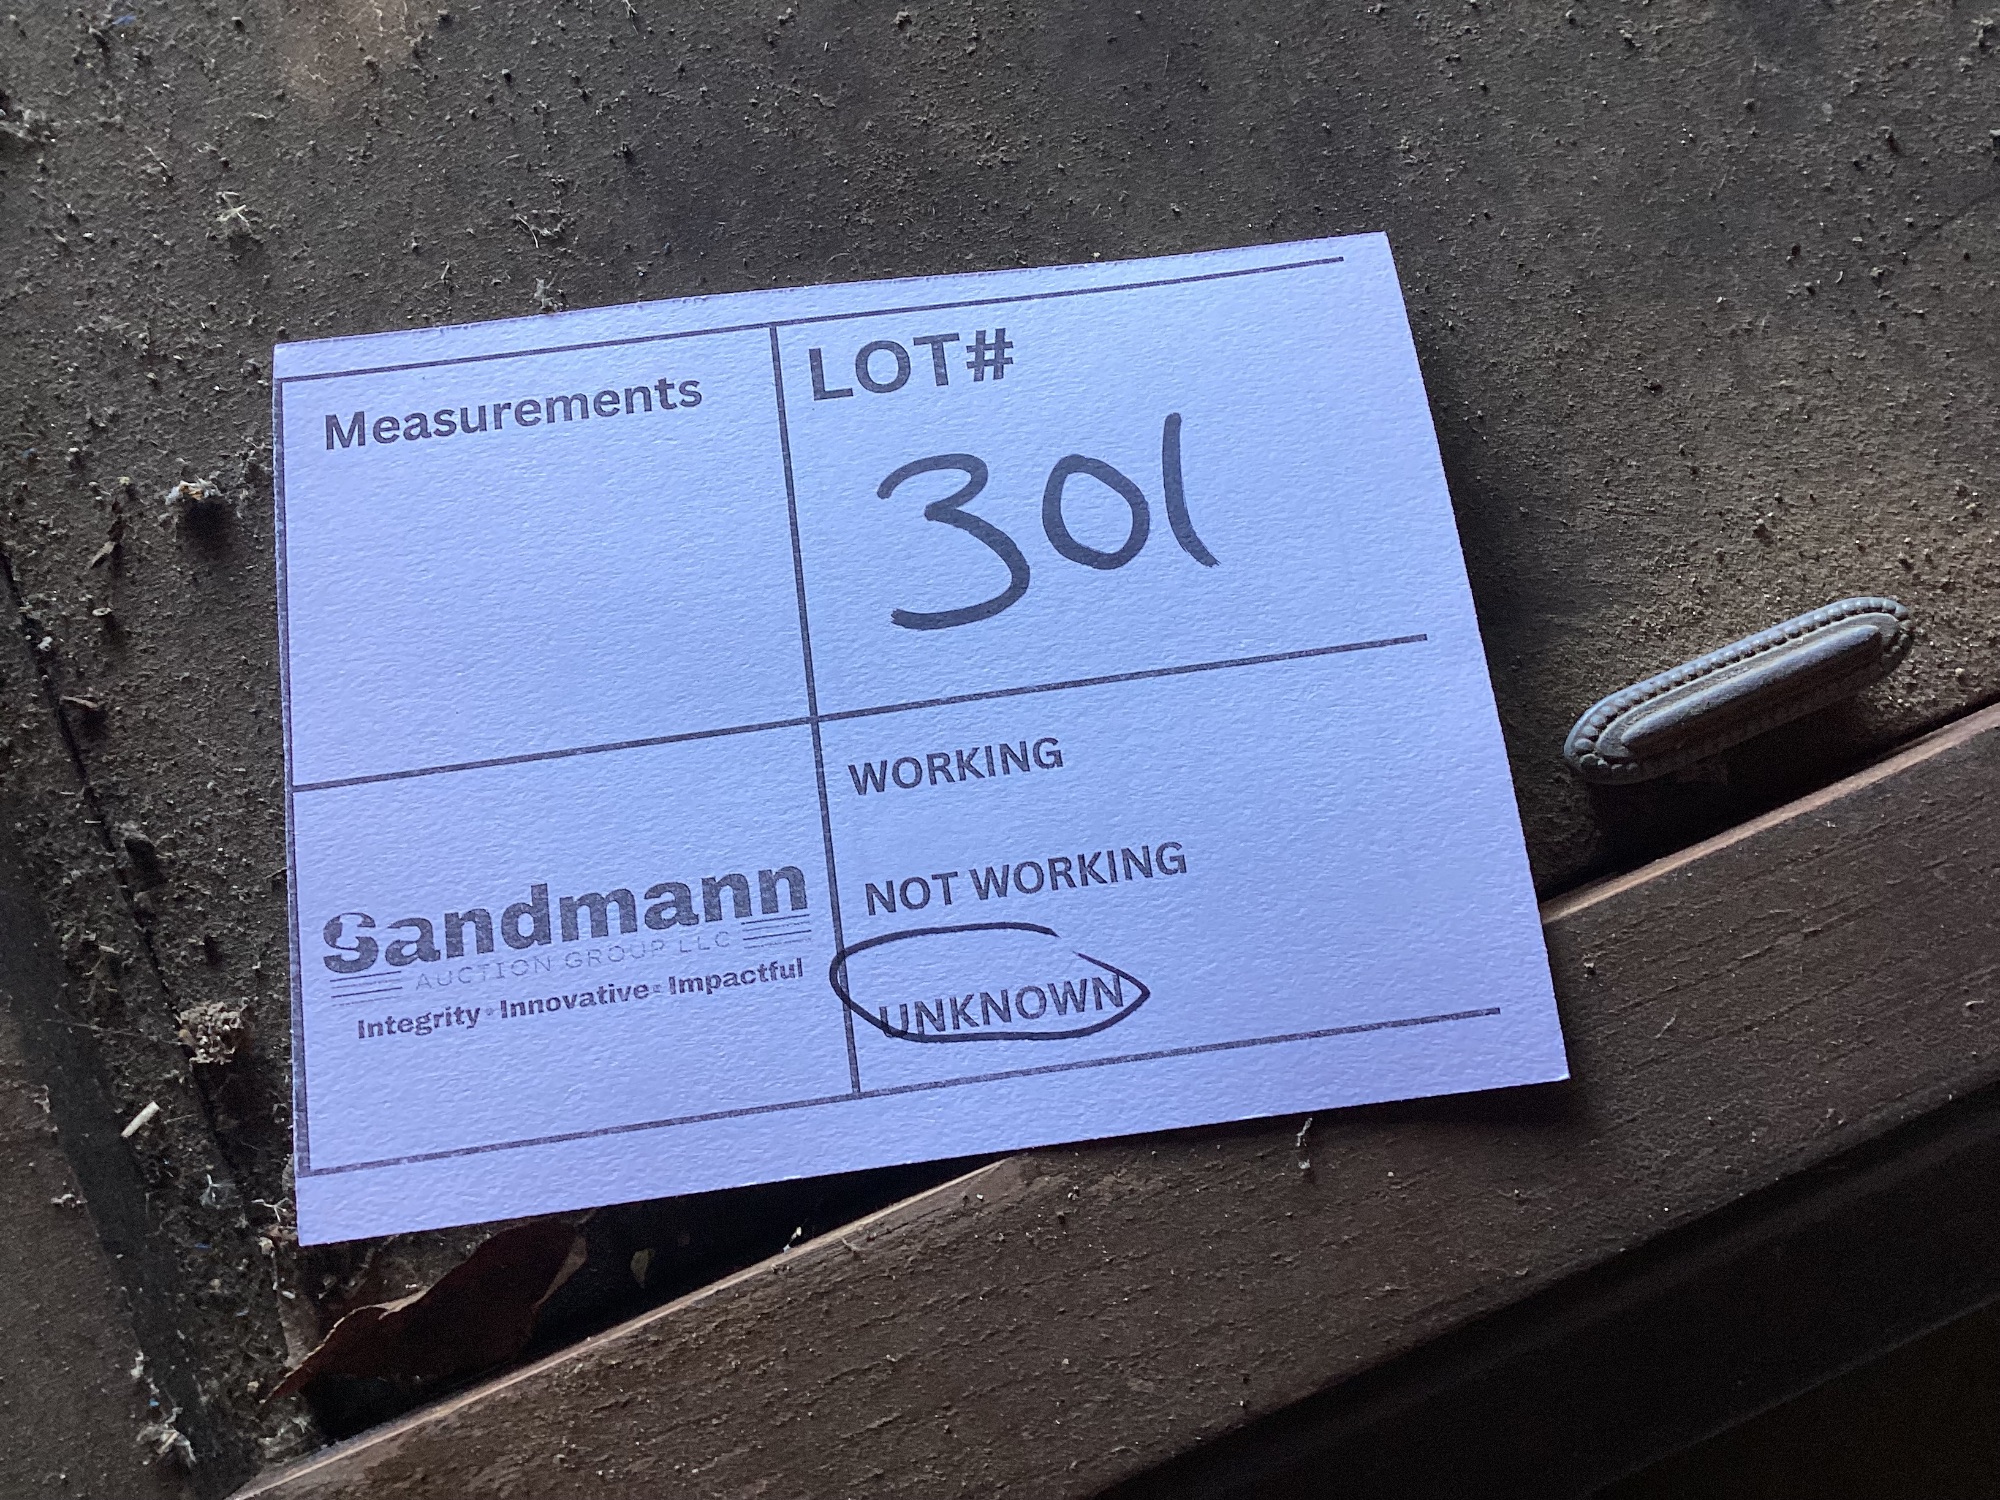 Measurements
LOT#
301
WORKING
NOT WORKING
UNKNOWN
Sandmann
AUCTION GROUP LLC
Integrity • Innovative • Impactful